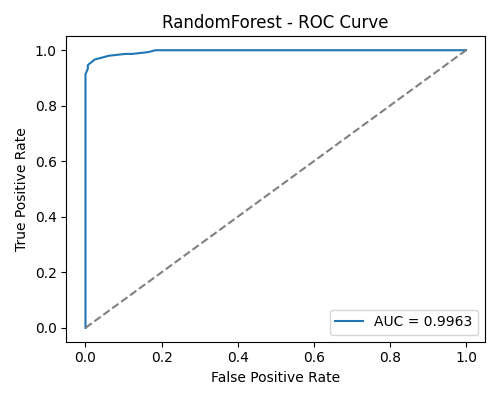 RandomForest - ROC Curve
True Positive Rate
1.0
0.8
0.6
0.4
0.2
0.0
AUC = 0.9963
0.0 0.2 0.4 0.6 0.8 1.0
False Positive Rate